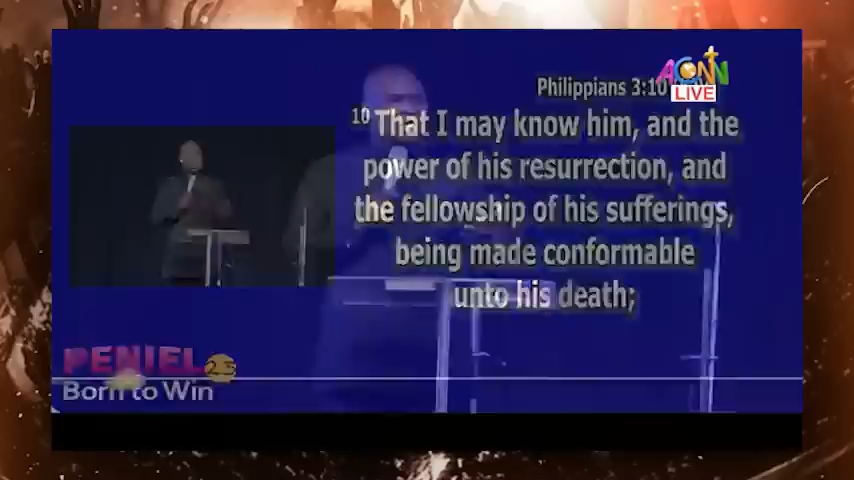 ACNN
LIVE
Philippians 3:10
10 That I may know him, and the
power of his resurrection, and
the fellowship of his sufferings,
being made conformable
unto his death;
PENIEL 25
Born to Win